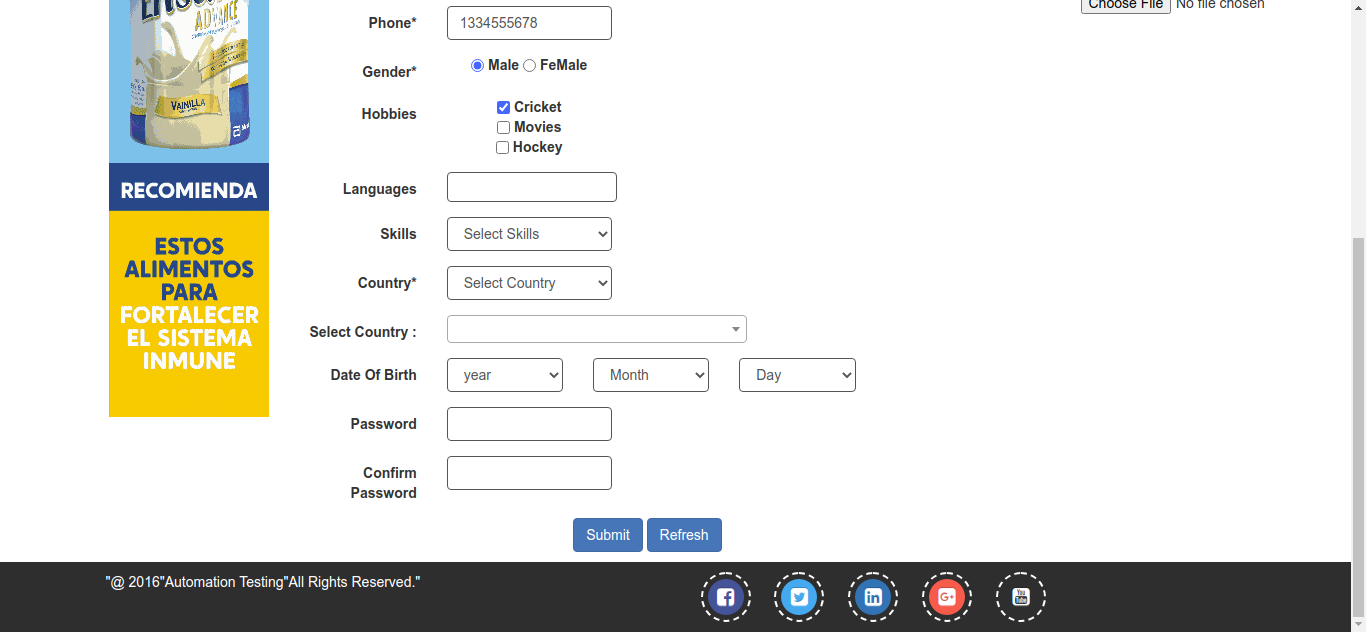 ADVANCE
VAINILLA
RECOMIENDA
ESTOS
ALIMENTOS
PARA
FORTALECER
EL SISTEMA
INMUNE
Phone* 1334555678
Choose File No file chosen
Gender* Male FeMale
Hobbies Cricket
Movies
Hockey
Languages
Skills Select Skills
Country* Select Country
Select Country :
Date Of Birth year Month Day
Password
Confirm
Password
Submit Refresh
"@ 2016"Automation Testing"All Rights Reserved."
You
Tube